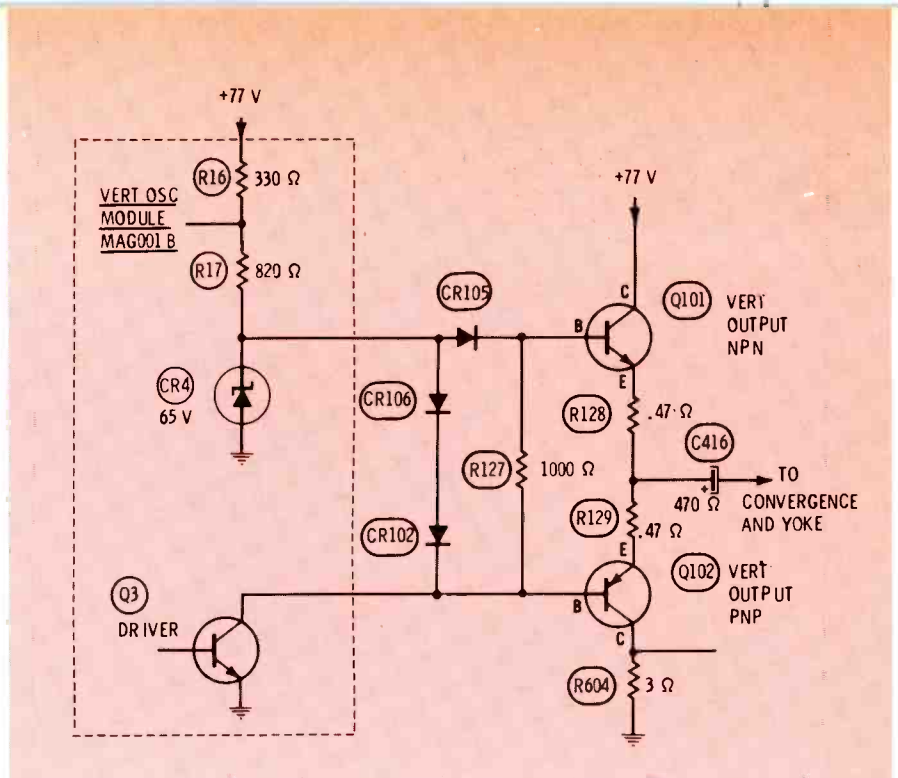 +77 V
R16 330 Ω
VERT OSC
MODULE
MAG001 B
R17 820 Ω
CR4
65 V
CR105
CR106
CR102
R127 1000 Ω
+77 V
C
B
E
Q101 VERT
OUTPUT
NPN
R128 .47 Ω
C416
+
470 Ω
TO
CONVERGENCE
AND YOKE
R129
.47 Ω
E
B
C
Q102 VERT
OUTPUT
PNP
Q3
DRIVER
R604 3 Ω